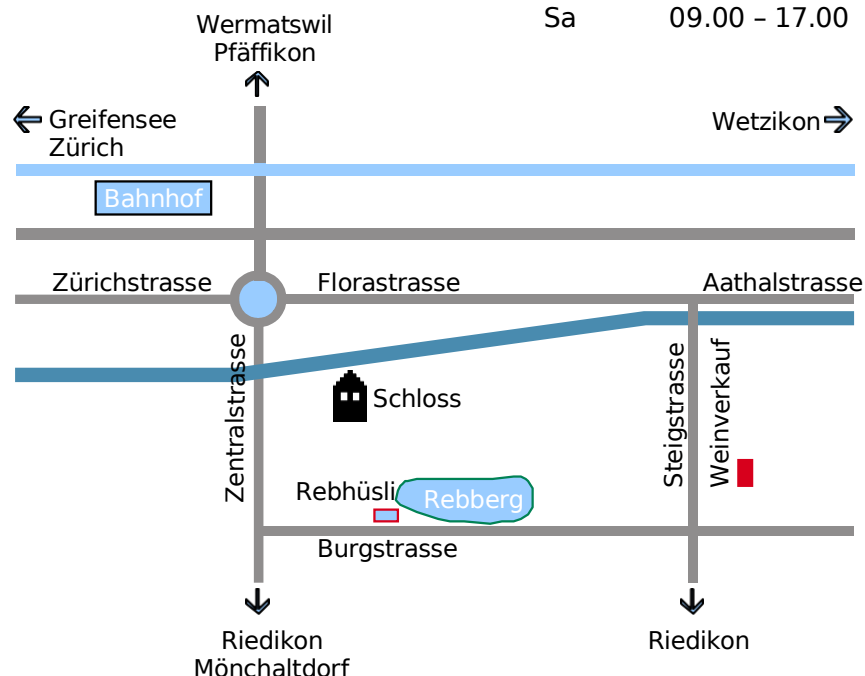 Sa 09.00 – 17.00
Wermatswil
Pfäffikon
Greifensee
Zürich
Wetzikon
Bahnhof
Zürichstrasse
Florastrasse
Aathalstrasse
Zentralstrasse
Schloss
Steigstrasse
Weinverkauf
Rebhüsli
Rebberg
Burgstrasse
Riedikon
Mönchaltdorf
Riedikon